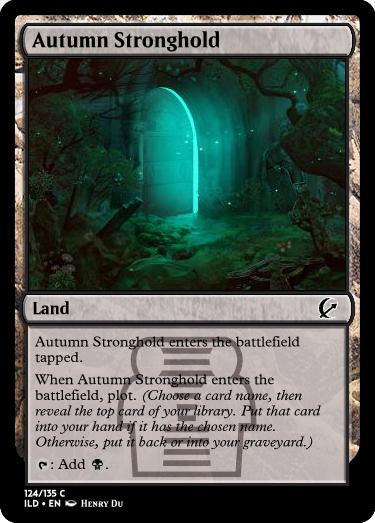 Autumn Stronghold
Land
Autumn Stronghold enters the battlefield
tapped.
When Autumn Stronghold enters the
battlefield, plot. (Choose a card name, then
reveal the top card of your library. Put that card
into your hand if it has the chosen name.
Otherwise, put it back or into your graveyard.)
: Add .
124/135 C
ILD • EN Henry Du